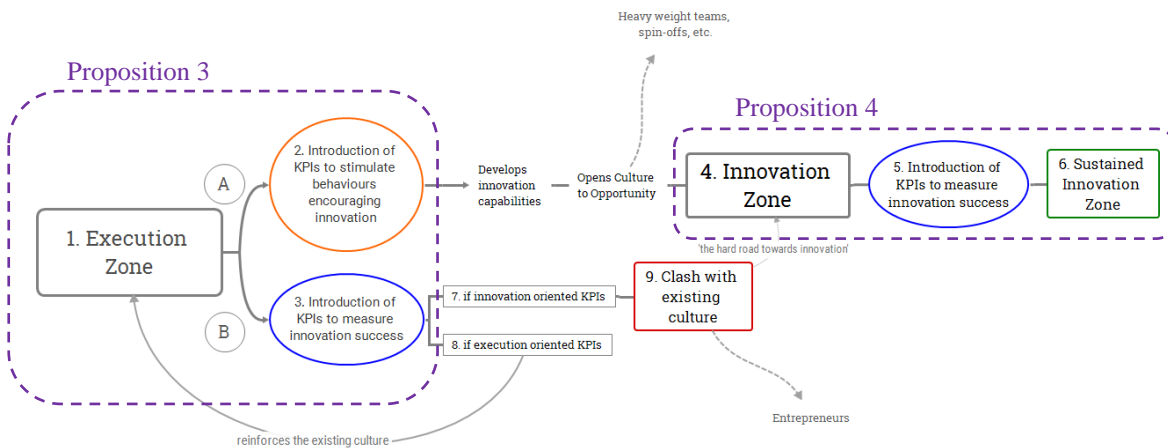 Heavy weight teams,
spin-offs, etc.
Proposition 3
Proposition 4
A
2. Introduction of
KPIs to stimulate
behaviours
encouraging
innovation
Develops
innovation
capabilities
Opens Culture
to Opportunity
4. Innovation
Zone
5. Introduction of
KPIs to measure
innovation success
6. Sustained
Innovation
Zone
1. Execution
Zone
'the hard road towards innovation'
B
3. Introduction of
KPIs to measure
innovation success
7. if innovation oriented KPIs
8. if execution oriented KPIs
9. Clash with
existing
culture
Entrepreneurs
reinforces the existing culture